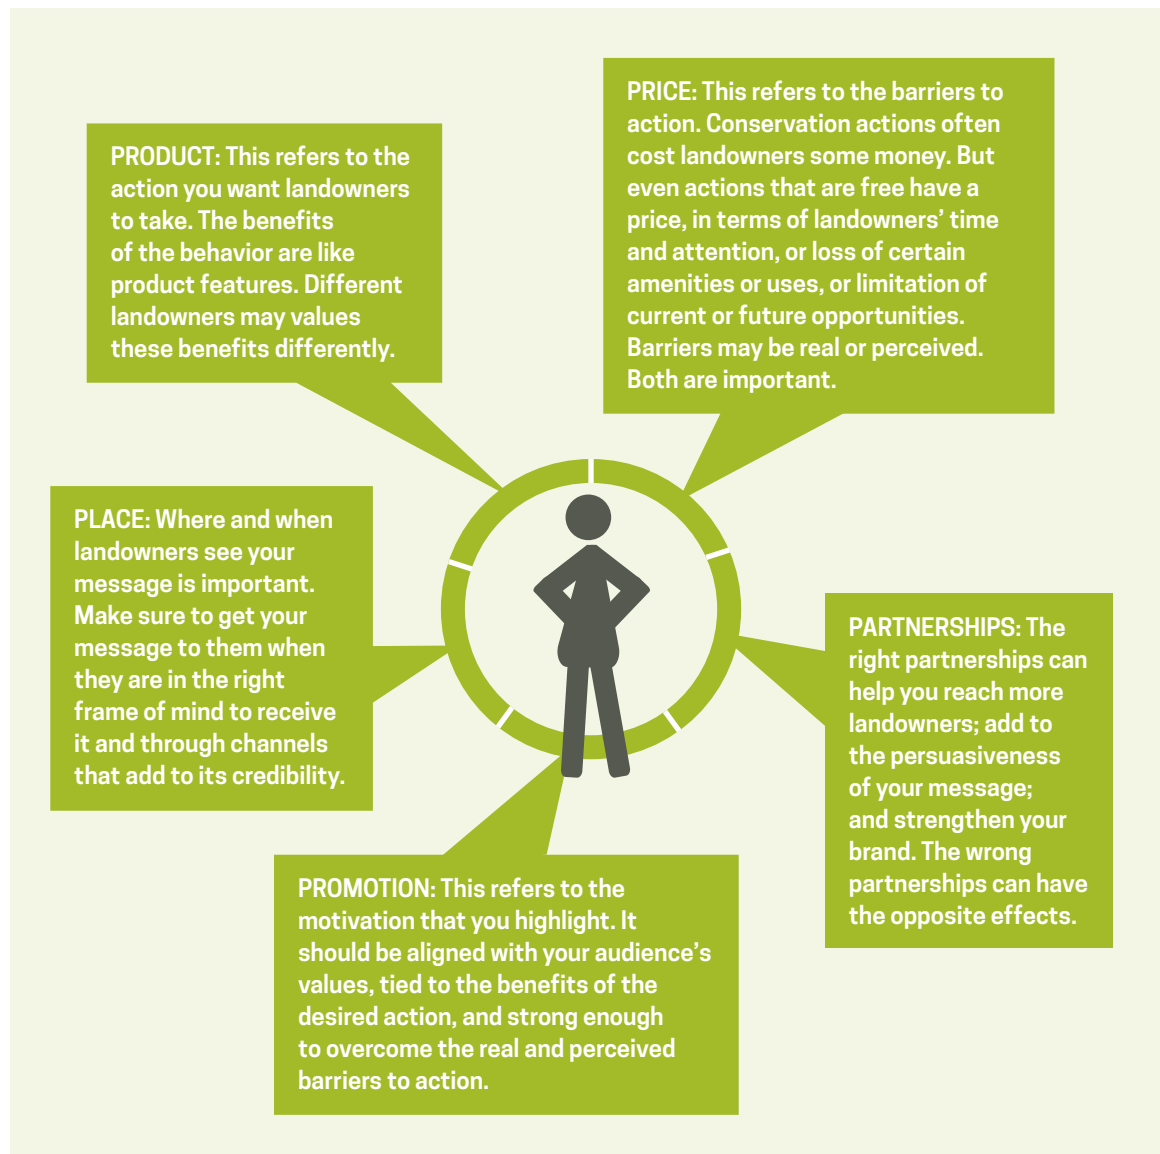 PRODUCT: This refers to the
action you want landowners
to take. The benefits
of the behavior are like
product features. Different
landowners may values
these benefits differently.
PRICE: This refers to the barriers to
action. Conservation actions often
cost landowners some money. But
even actions that are free have a
price, in terms of landowners’ time
and attention, or loss of certain
amenities or uses, or limitation of
current or future opportunities.
Barriers may be real or perceived.
Both are important.
PLACE: Where and when
landowners see your
message is important.
Make sure to get your
message to them when
they are in the right
frame of mind to receive
it and through channels
that add to its credibility.
PARTNERSHIPS: The
right partnerships can
help you reach more
landowners; add to
the persuasiveness
of your message;
and strengthen your
brand. The wrong
partnerships can have
the opposite effects.
PROMOTION: This refers to the
motivation that you highlight. It
should be aligned with your audience’s
values, tied to the benefits of the
desired action, and strong enough
to overcome the real and perceived
barriers to action.